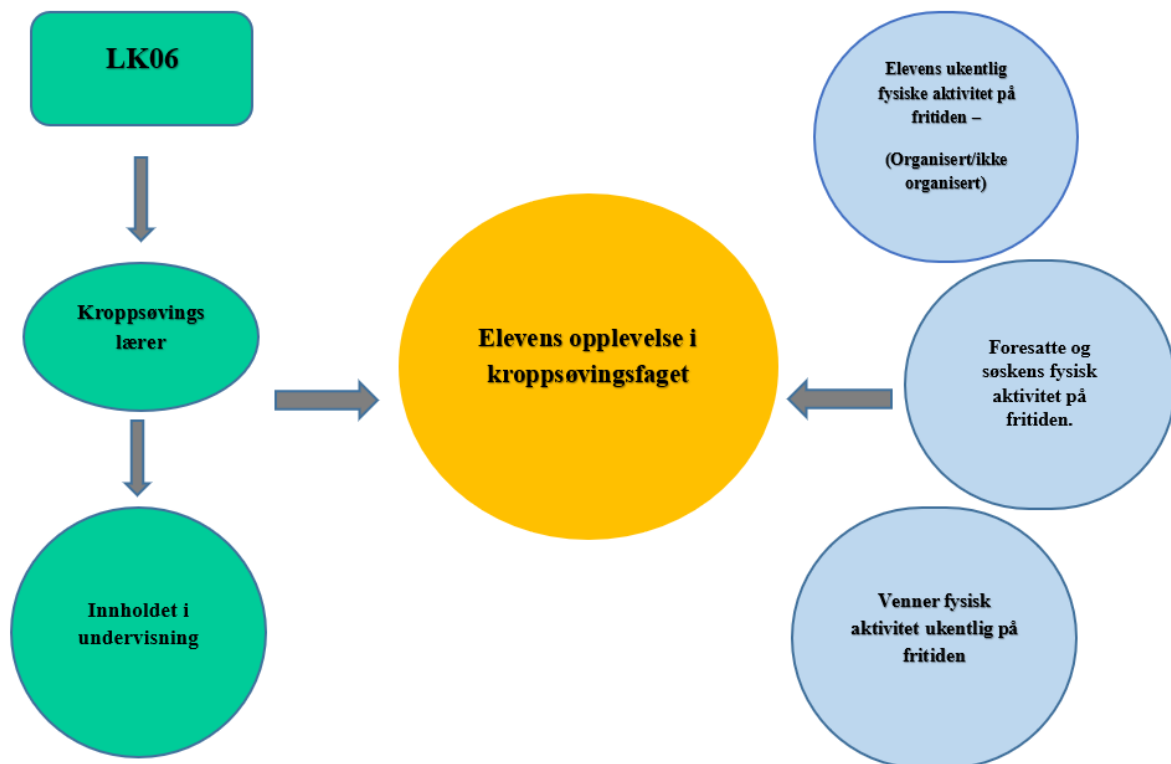 LK06
Kroppsøvings
lærer
Innholdet i
undervisning
Elevens opplevelse i
kroppsøvingsfaget
Elevens ukentlig
fysiske aktivitet på
fritiden –
(Organisert/ikke
organisert)
Foresatte og
søskens fysisk
aktivitet på
fritiden.
Venner fysisk
aktivitet ukentlig på
fritiden